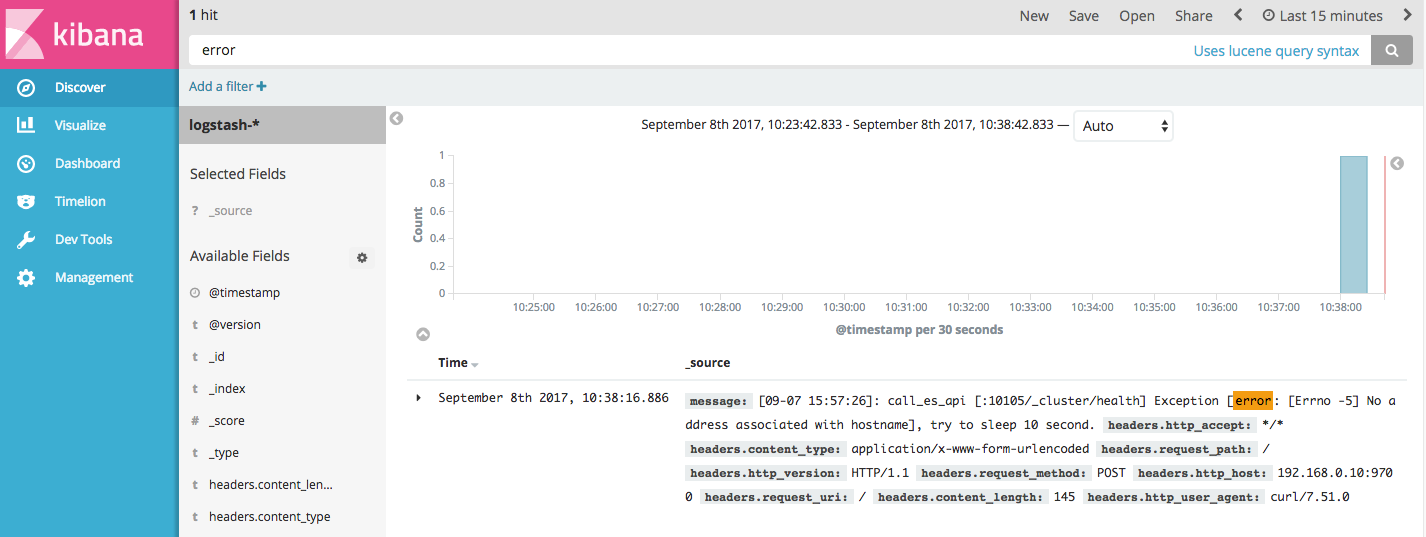 1 hit
New Save Open Share Last 15 minutes
kibana
error
Uses lucene query syntax
Discover
Visualize
Dashboard
Timelion
Dev Tools
Management
Add a filter +
logstash-*
Selected Fields
? _source
Available Fields
@timestamp
t @version
t _id
t _index
# _score
t _type
t headers.content_len...
t headers.content_type
September 8th 2017, 10:23:42.833 - September 8th 2017, 10:38:42.833 — Auto
Count
1
0.8
0.6
0.4
0.2
0
10:25:00 10:26:00 10:27:00 10:28:00 10:29:00 10:30:00 10:31:00 10:32:00 10:33:00 10:34:00 10:35:00 10:36:00 10:37:00 10:38:00
@timestamp per 30 seconds
Time _source
September 8th 2017, 10:38:16.886 message: [09-07 15:57:26]: call_es_api [:10105/_cluster/health] Exception [error: [Errno -5] No a
ddress associated with hostname], try to sleep 10 second. headers.http_accept: */*
headers.content_type: application/x-www-form-urlencoded headers.request_path: /
headers.http_version: HTTP/1.1 headers.request_method: POST headers.http_host: 192.168.0.10:970
0 headers.request_uri: / headers.content_length: 145 headers.http_user_agent: curl/7.51.0